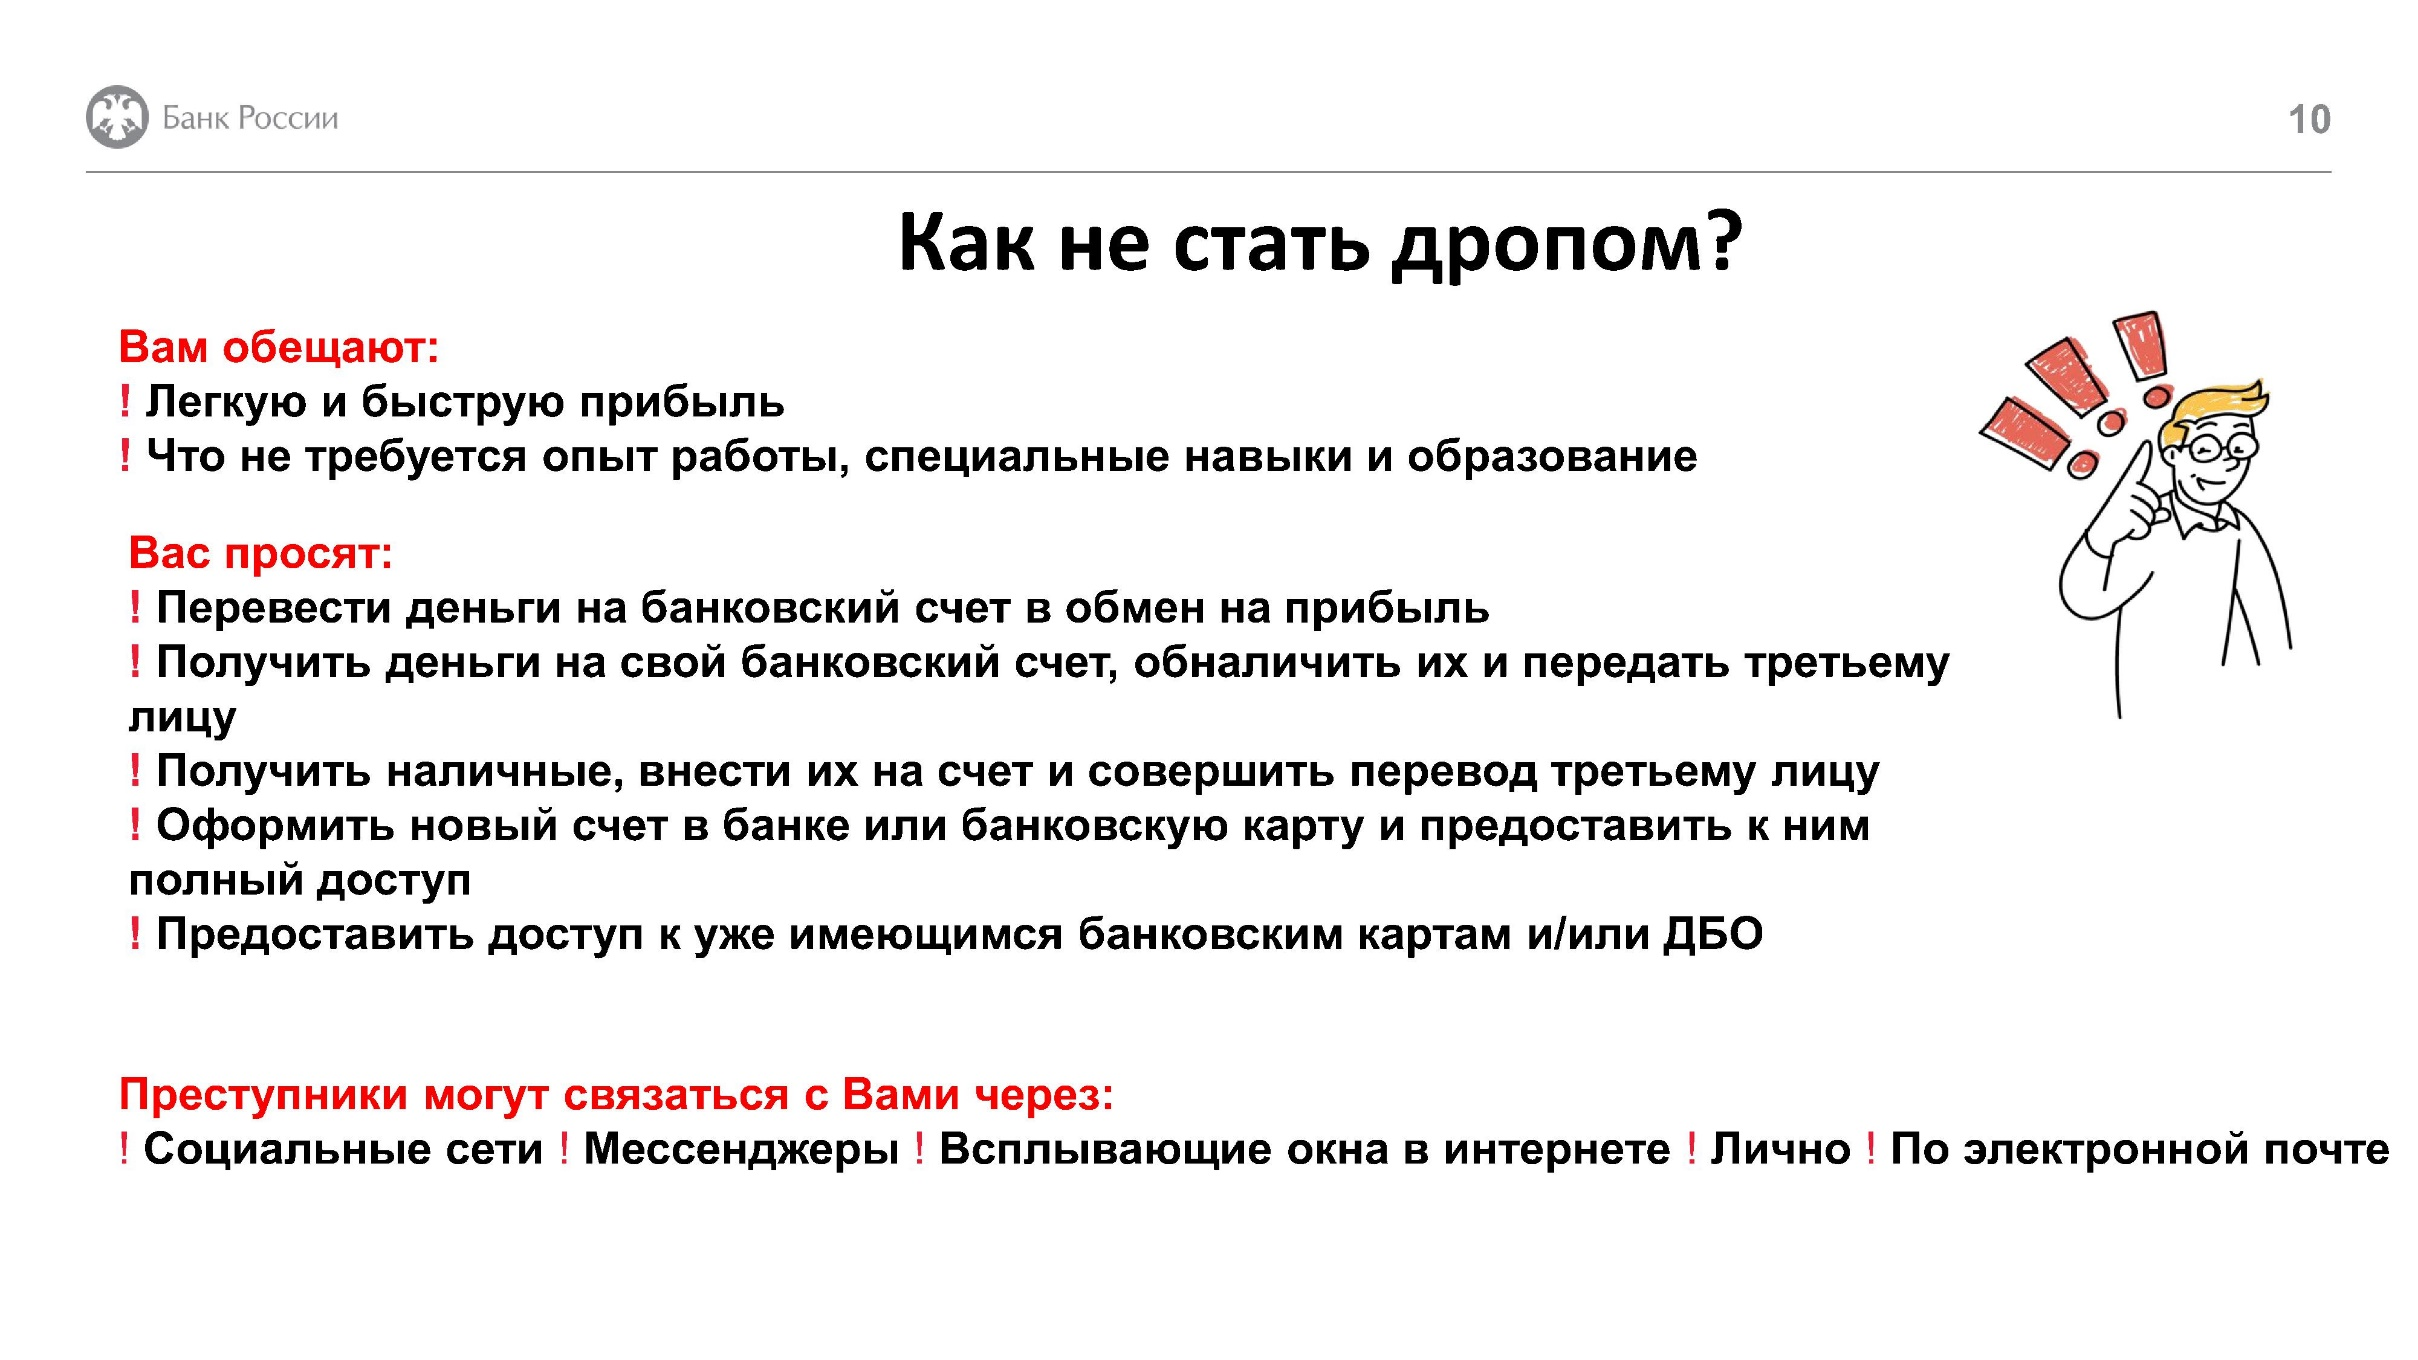 Банк России
10
Как не стать дропом?
Вам обещают:
! Легкую и быструю прибыль
! Что не требуется опыт работы, специальные навыки и образование
Вас просят:
! Перевести деньги на банковский счет в обмен на прибыль
! Получить деньги на свой банковский счет, обналичить их и передать третьему
лицу
! Получить наличные, внести их на счет и совершить перевод третьему лицу
! Оформить новый счет в банке или банковскую карту и предоставить к ним
полный доступ
! Предоставить доступ к уже имеющимся банковским картам и/или ДБО
Преступники могут связаться с Вами через:
! Социальные сети ! Мессенджеры ! Всплывающие окна в интернете ! Лично ! По электронной почте